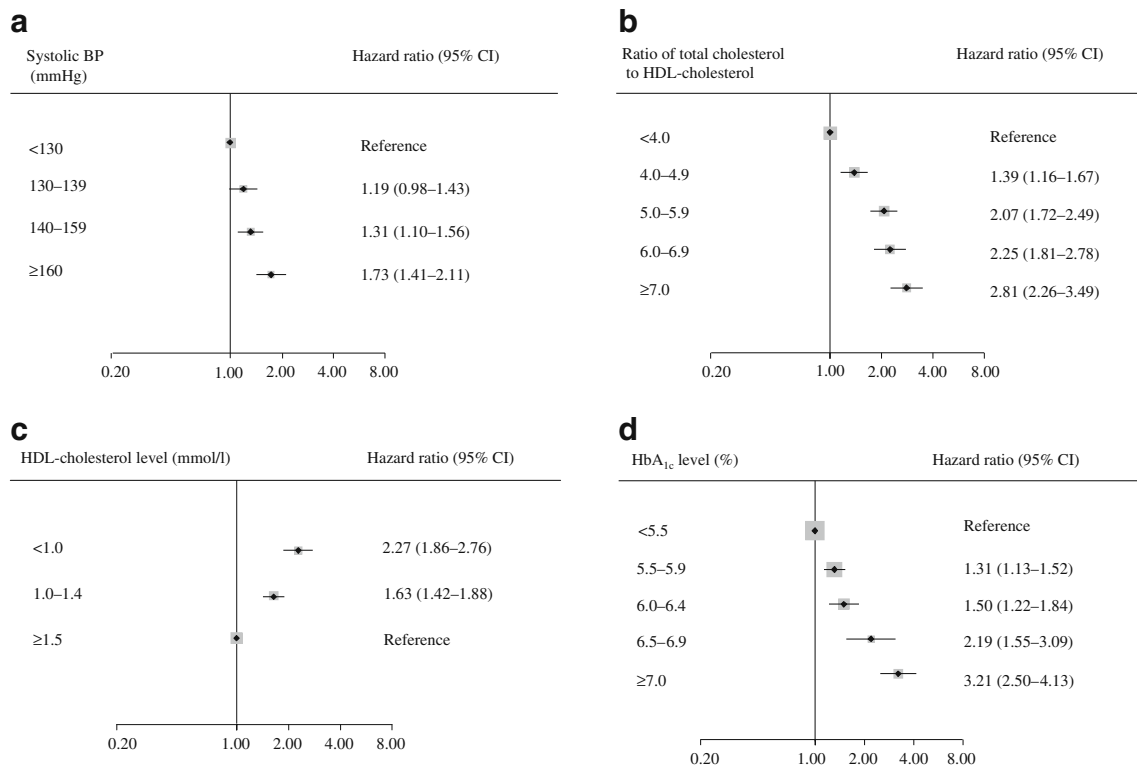 a
Systolic BP
(mmHg)
Hazard ratio (95% CI)
<130
Reference
130–139
1.19 (0.98–1.43)
140–159
1.31 (1.10–1.56)
≥160
1.73 (1.41–2.11)
0.20 1.00 2.00 4.00 8.00
b
Ratio of total cholesterol
to HDL-cholesterol
Hazard ratio (95% CI)
<4.0
Reference
4.0–4.9
1.39 (1.16–1.67)
5.0–5.9
2.07 (1.72–2.49)
6.0–6.9
2.25 (1.81–2.78)
≥7.0
2.81 (2.26–3.49)
0.20 1.00 2.00 4.00 8.00
c
HDL-cholesterol level (mmol/l)
Hazard ratio (95% CI)
<1.0
2.27 (1.86–2.76)
1.0–1.4
1.63 (1.42–1.88)
≥1.5
Reference
0.20 1.00 2.00 4.00 8.00
d
HbA1c level (%)
Hazard ratio (95% CI)
<5.5
Reference
5.5–5.9
1.31 (1.13–1.52)
6.0–6.4
1.50 (1.22–1.84)
6.5–6.9
2.19 (1.55–3.09)
≥7.0
3.21 (2.50–4.13)
0.20 1.00 2.00 4.00 8.00